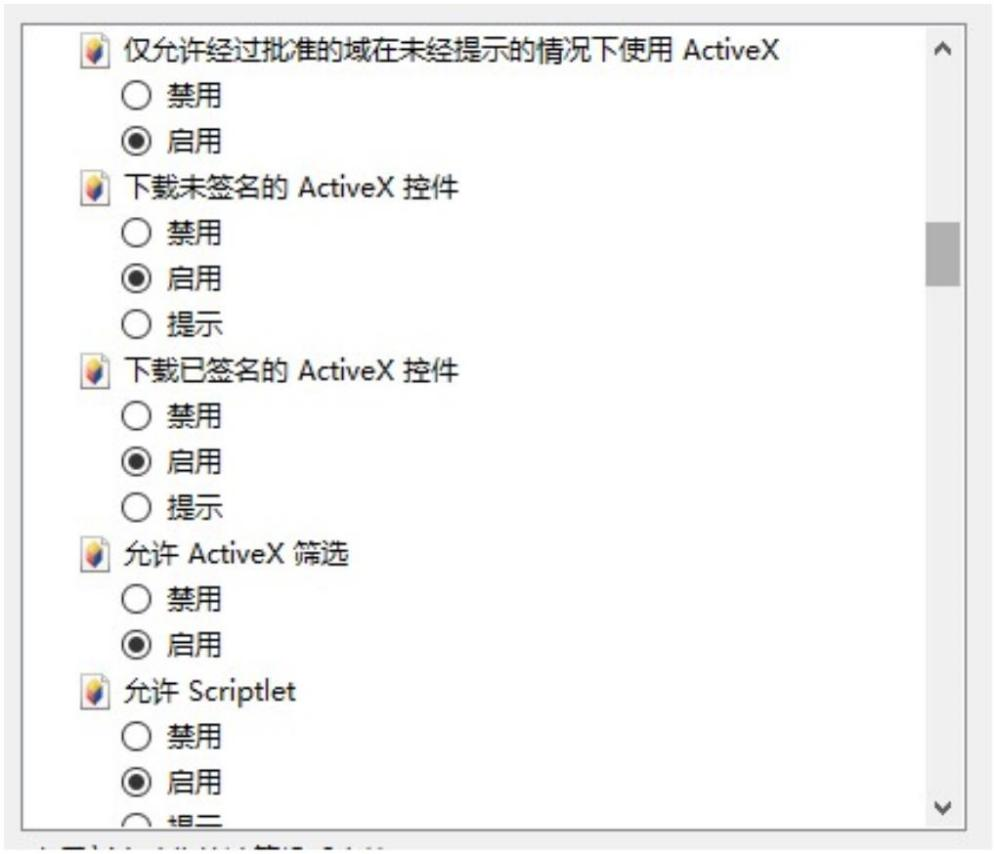 仅允许经过批准的域在未经提示的情况下使用 ActiveX
禁用
启用
下载未签名的 ActiveX 控件
禁用
启用
提示
下载已签名的 ActiveX 控件
禁用
启用
提示
允许 ActiveX 筛选
禁用
启用
允许 Scriptlet
禁用
启用